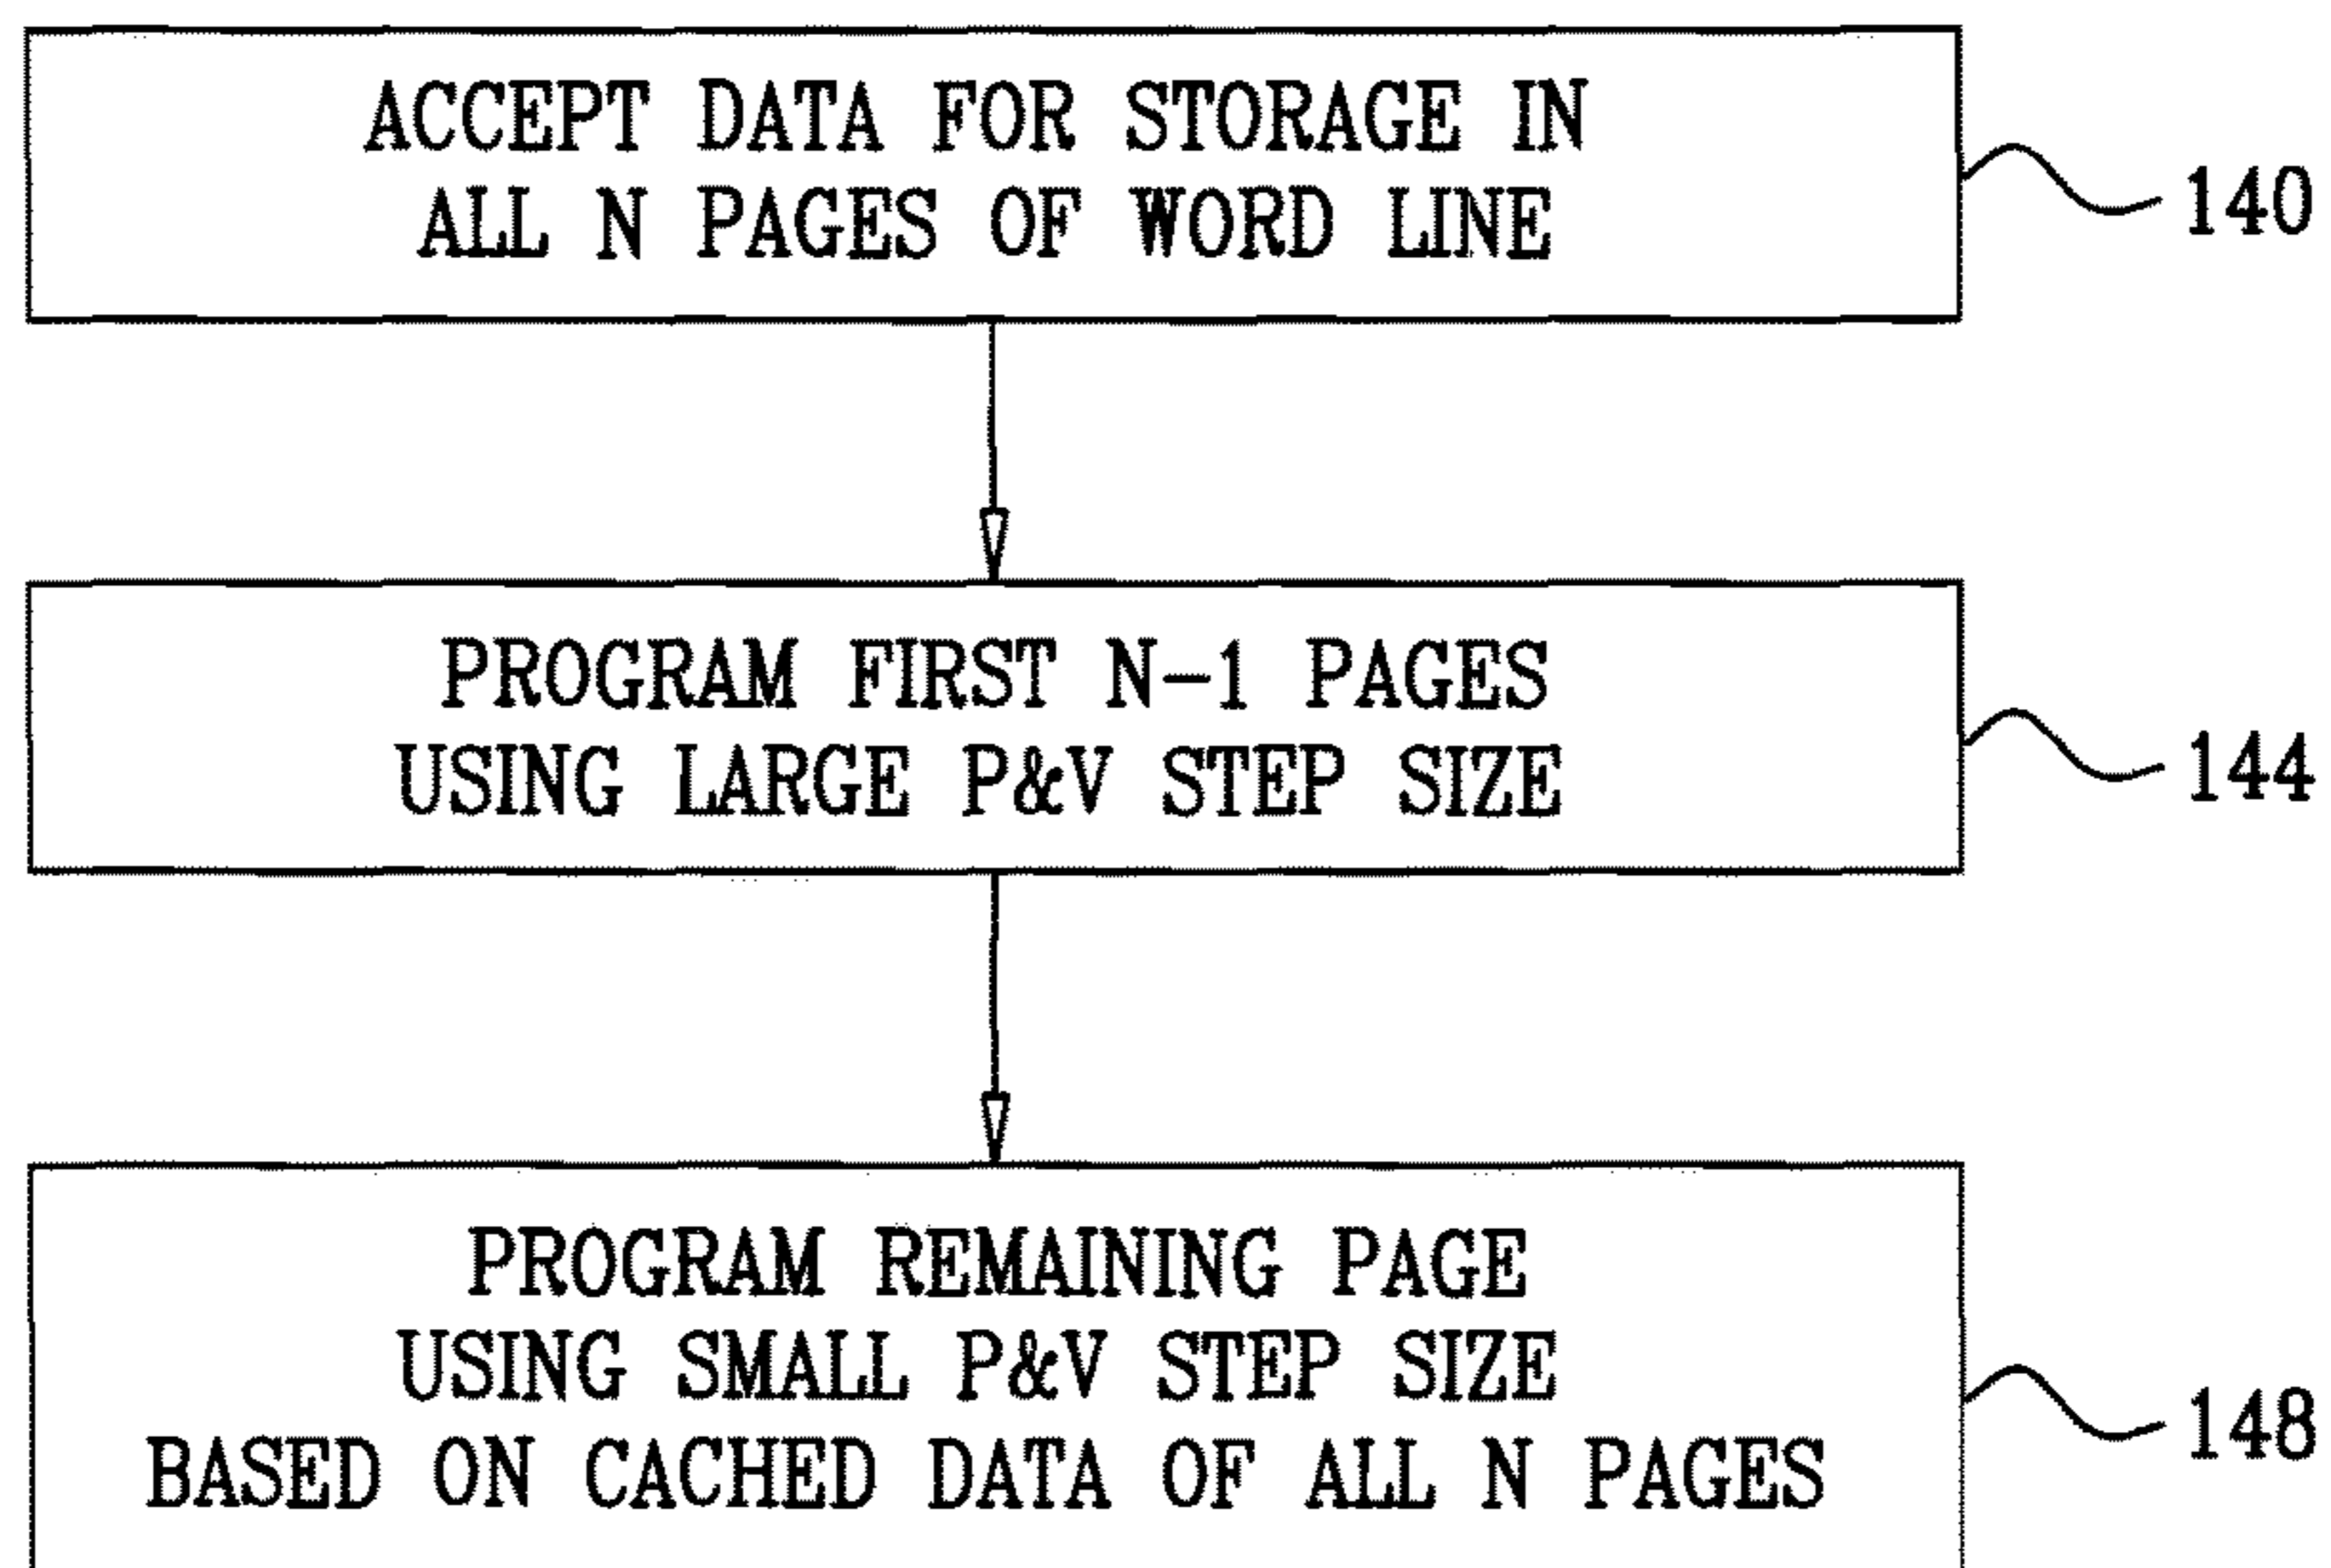 ACCEPT DATA FOR STORAGE IN
ALL N PAGES OF WORD LINE
140
PROGRAM FIRST N-1 PAGES
USING LARGE P&V STEP SIZE
144
PROGRAM REMAINING PAGE
USING SMALL P&V STEP SIZE
BASED ON CACHED DATA OF ALL N PAGES
148